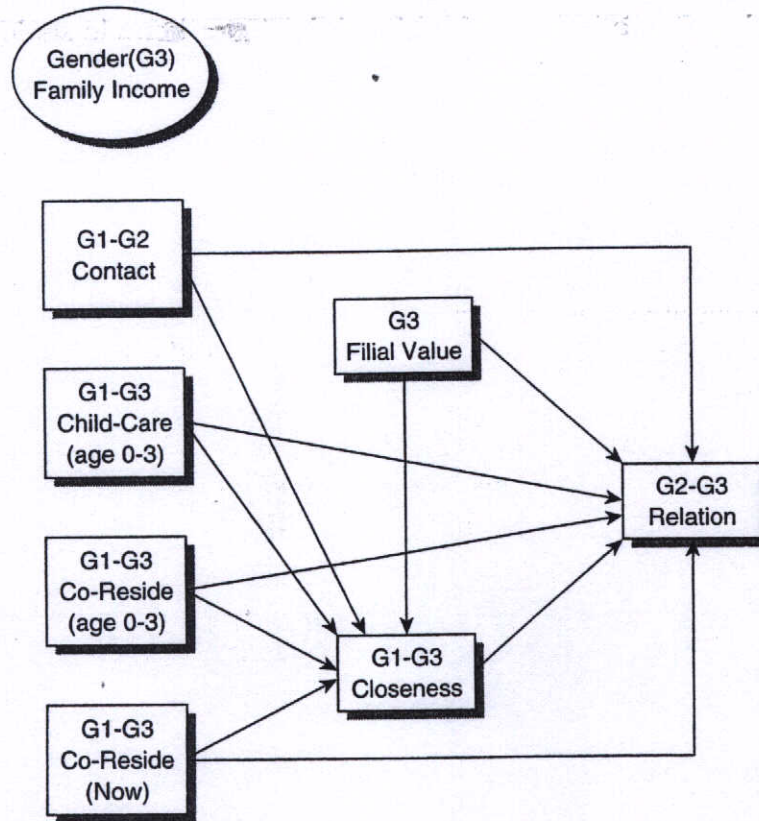 Gender(G3)
Family Income
G1-G2
Contact
G3
Filial Value
G1-G3
Child-Care
(age 0-3)
G2-G3
Relation
G1-G3
Co-Reside
(age 0-3)
G1-G3
Closeness
G1-G3
Co-Reside
(Now)